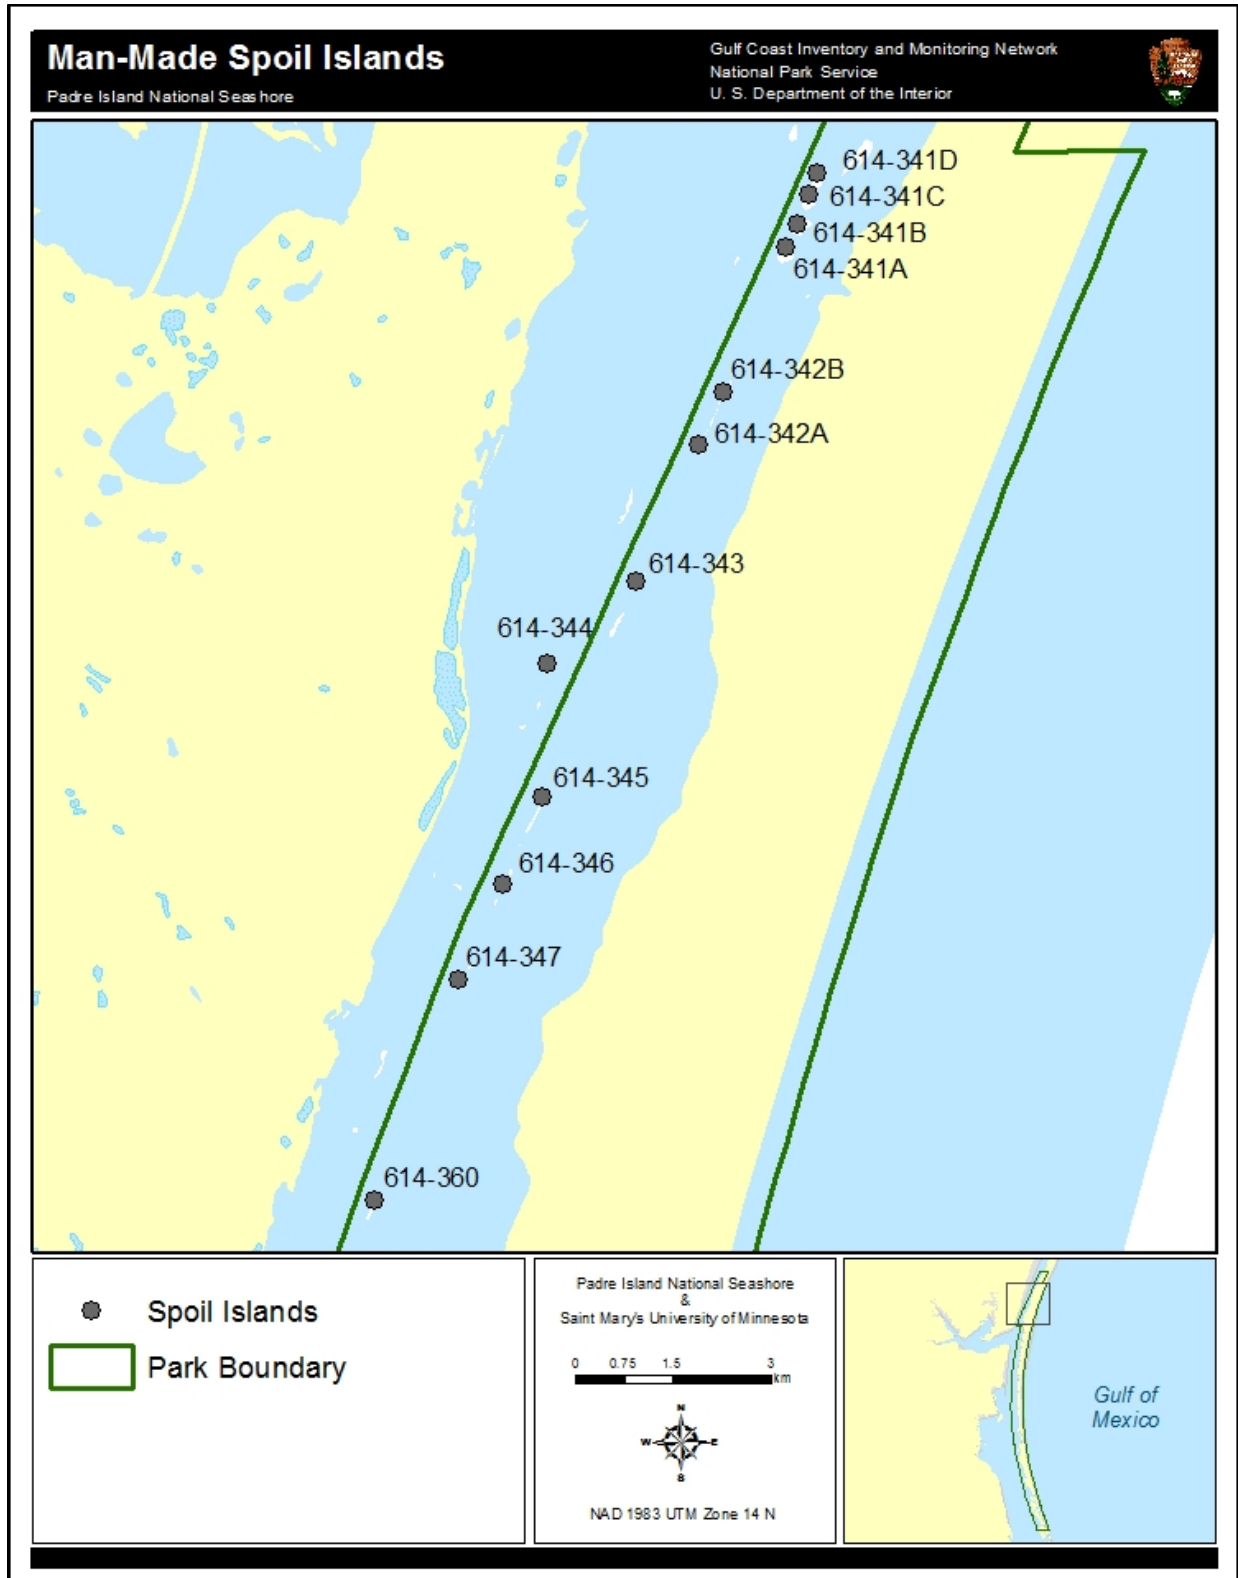 Man-Made Spoil Islands
Padre Island National Seashore
Gulf Coast Inventory and Monitoring Network
National Park Service
U. S. Department of the Interior
614-341D
614-341C
614-341B
614-341A
614-342B
614-342A
614-343
614-344
614-345
614-346
614-347
614-360
Spoil Islands
Park Boundary
Padre Island National Seashore
&
Saint Mary's University of Minnesota
0 0.75 1.5 3
km
N
W E
S
NAD 1983 UTM Zone 14 N
Gulf of
Mexico